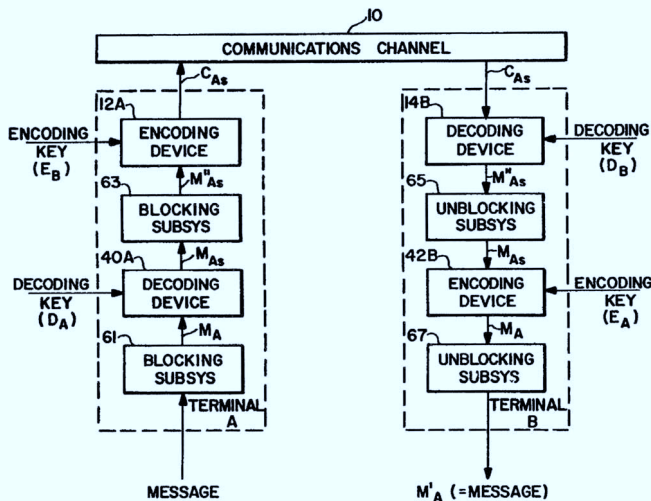 10
COMMUNICATIONS CHANNEL
C_As
C_As
12A
14B
ENCODING
KEY
(E_B)
ENCODING
DEVICE
DECODING
DEVICE
DECODING
KEY
(D_B)
M"_As
M"_As
63
65
BLOCKING
SUBSYS
UNBLOCKING
SUBSYS
M_As
M_As
40A
42B
DECODING
KEY
(D_A)
DECODING
DEVICE
ENCODING
DEVICE
ENCODING
KEY
(E_A)
M_A
M_A
61
67
BLOCKING
SUBSYS
UNBLOCKING
SUBSYS
TERMINAL
A
TERMINAL
B
MESSAGE
M'_A (=MESSAGE)